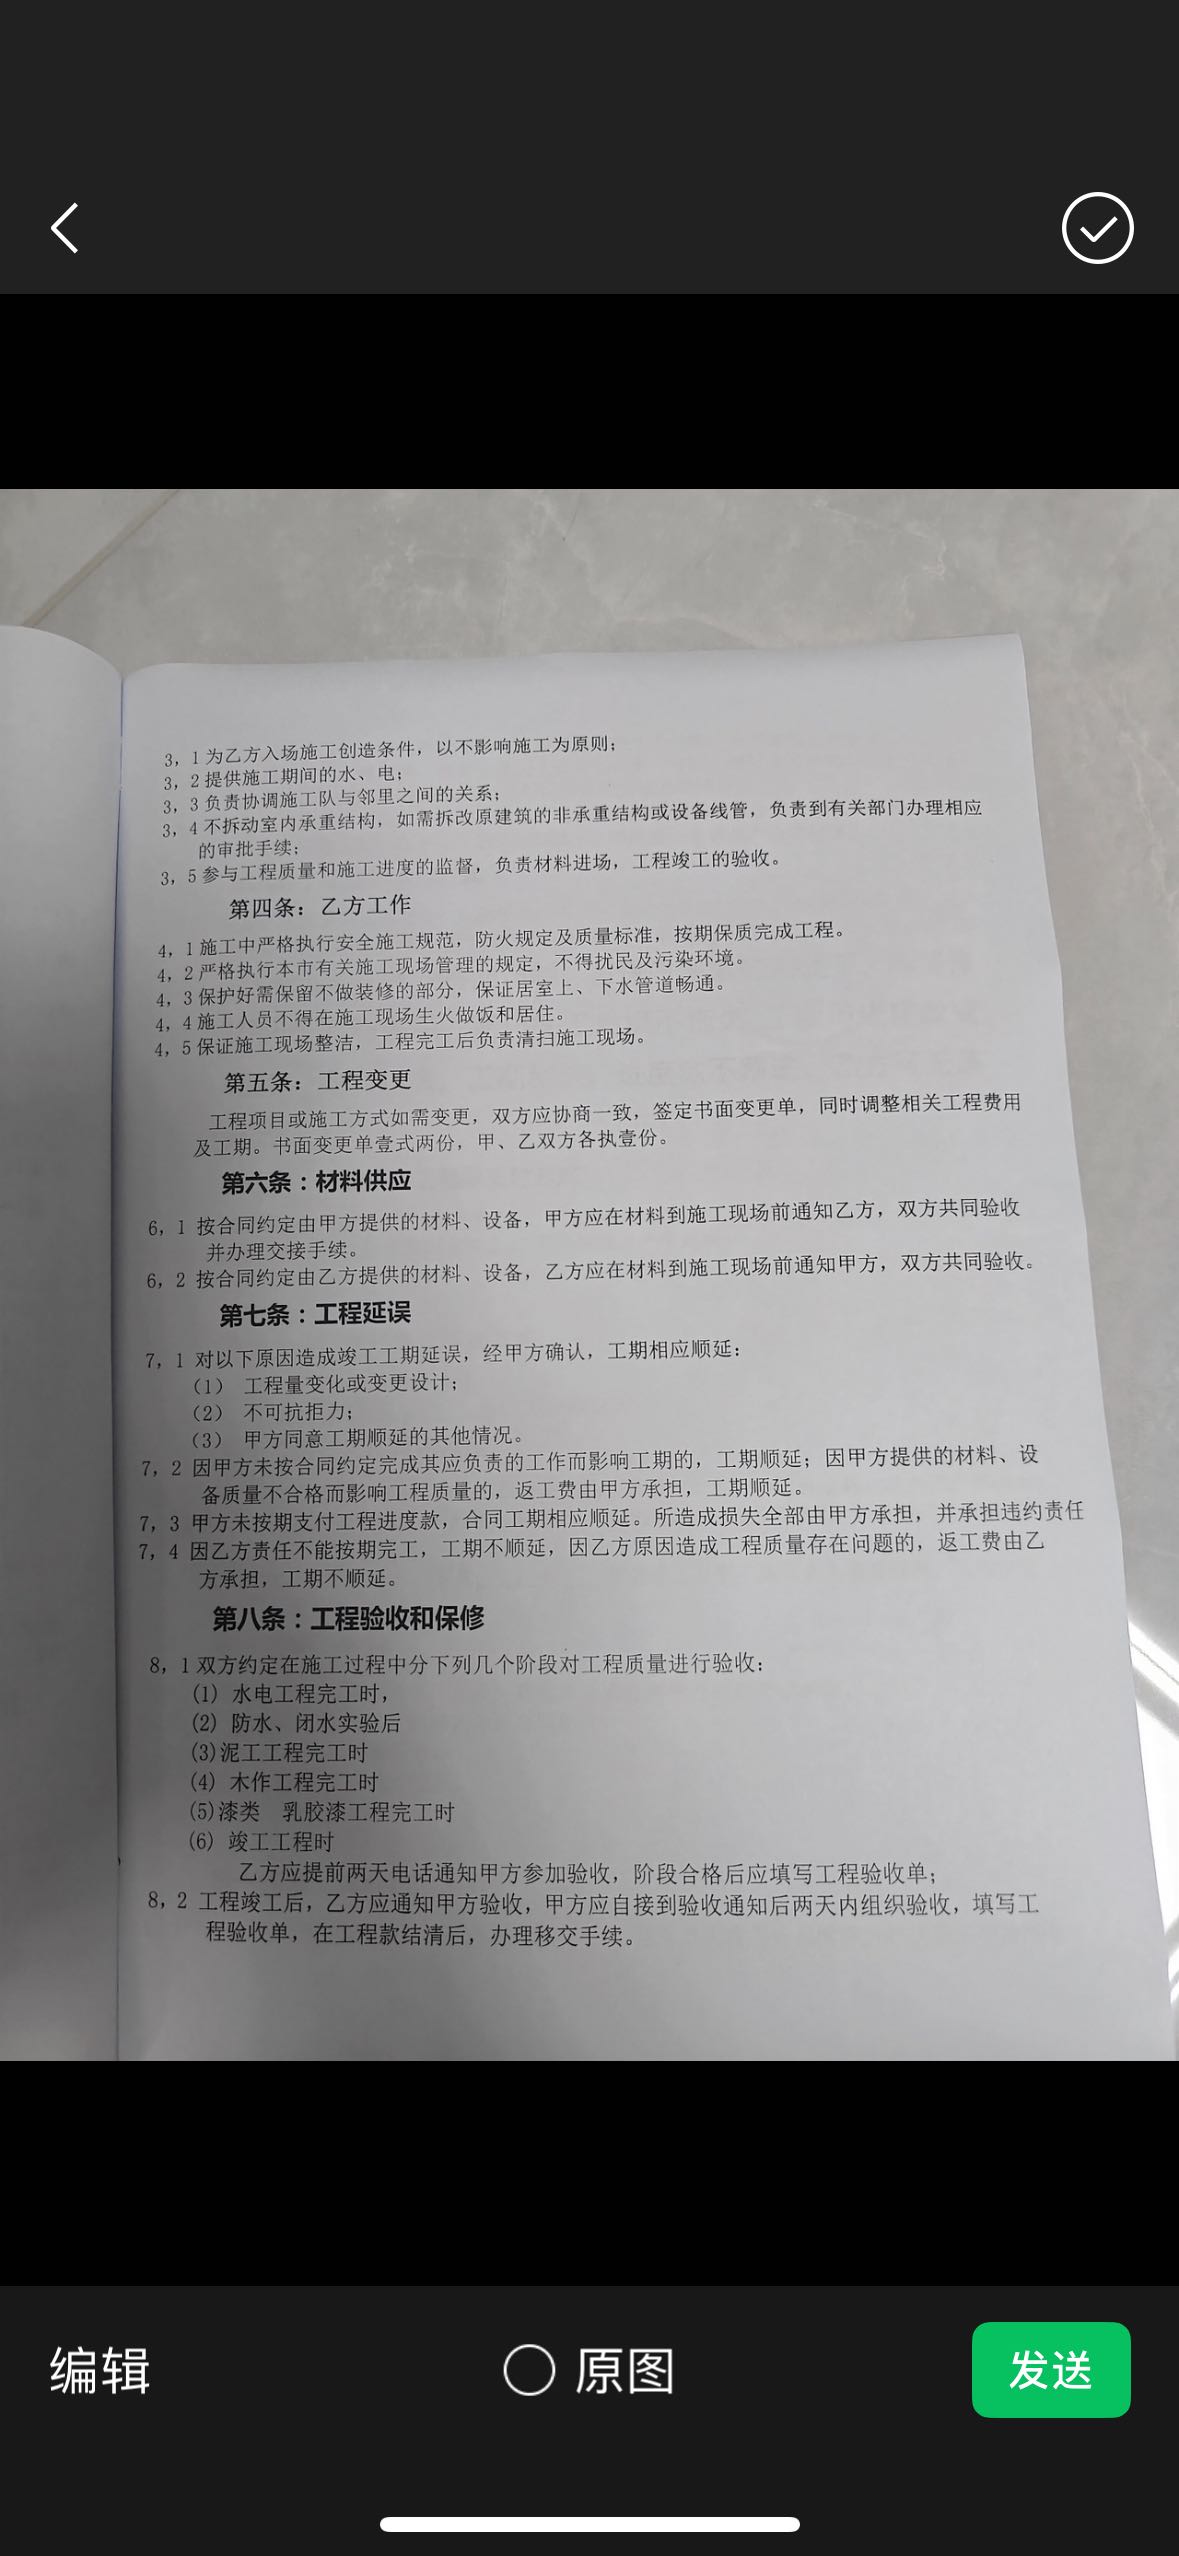 3，1为乙方入场施工创造条件，以不影响施工为原则；
3，2提供施工期间的水、电；
3，3负责协调施工队与邻里之间的关系；
3，4不拆动室内承重结构，如需拆改原建筑的非承重结构或设备线管，负责到有关部门办理相应
的审批手续；
3，5参与工程质量和施工进度的监督，负责材料进场，工程竣工的验收。
第四条：乙方工作
4，1施工中严格执行安全施工规范，防火规定及质量标准，按期保质完成工程。
4，2严格执行本市有关施工现场管理的规定，不得扰民及污染环境。
4，3保护好需保留不做装修的部分，保证居室上、下水管道畅通。
4，4施工人员不得在施工现场生火做饭和居住。
4，5保证施工现场整洁，工程完工后负责清扫施工现场。
第五条：工程变更
工程项目或施工方式如需变更，双方应协商一致，签定书面变更单，同时调整相关工程费用
及工期。书面变更单壹式两份，甲、乙双方各执壹份。
第六条：材料供应
6，1 按合同约定由甲方提供的材料、设备，甲方应在材料到施工现场前通知乙方，双方共同验收
并办理交接手续。
6，2 按合同约定由乙方提供的材料、设备，乙方应在材料到施工现场前通知甲方，双方共同验收。
第七条：工程延误
7，1 对以下原因造成竣工工期延误，经甲方确认，工期相应顺延：
（1） 工程量变化或变更设计；
（2） 不可抗拒力；
（3） 甲方同意工期顺延的其他情况。
7，2 因甲方未按合同约定完成其应负责的工作而影响工期的，工期顺延；因甲方提供的材料、设
备质量不合格而影响工程质量的，返工费由甲方承担，工期顺延。
7，3 甲方未按期支付工程进度款，合同工期相应顺延。所造成损失全部由甲方承担，并承担违约责任
7，4 因乙方责任不能按期完工，工期不顺延，因乙方原因造成工程质量存在问题的，返工费由乙
方承担，工期不顺延。
第八条：工程验收和保修
8，1双方约定在施工过程中分下列几个阶段对工程质量进行验收：
(1) 水电工程完工时，
(2) 防水、闭水实验后
(3)泥工工程完工时
(4) 木作工程完工时
(5)漆类 乳胶漆工程完工时
(6) 竣工工程时
乙方应提前两天电话通知甲方参加验收，阶段合格后应填写工程验收单；
8，2 工程竣工后，乙方应通知甲方验收，甲方应自接到验收通知后两天内组织验收，填写工
程验收单，在工程款结清后，办理移交手续。
编辑 原图 发送